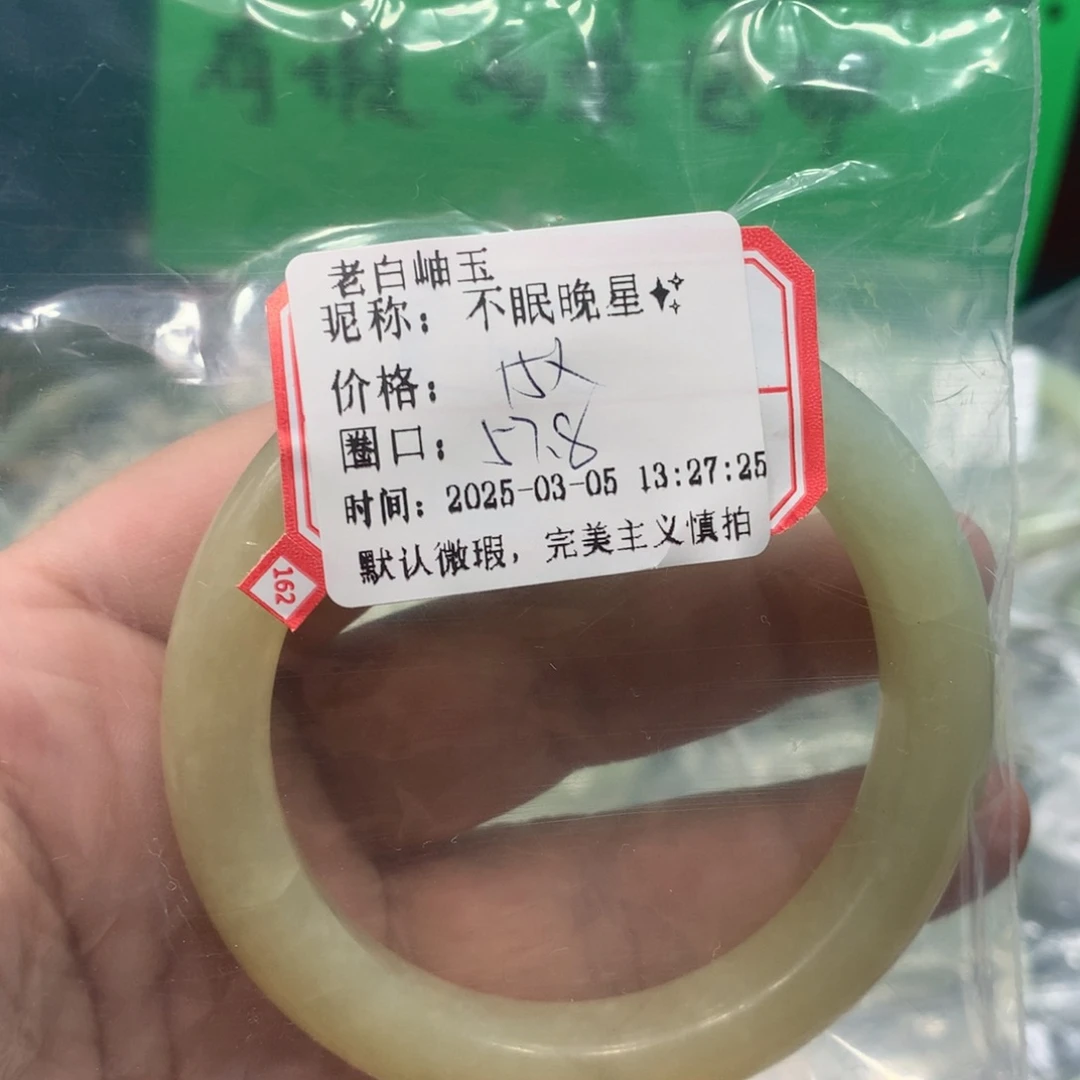 老白岫玉
昵称：不眠晚星✦
价格：
圈口：57.8
时间：2025-03-05 13:27:25
默认微瑕，完美主义慎拍
162